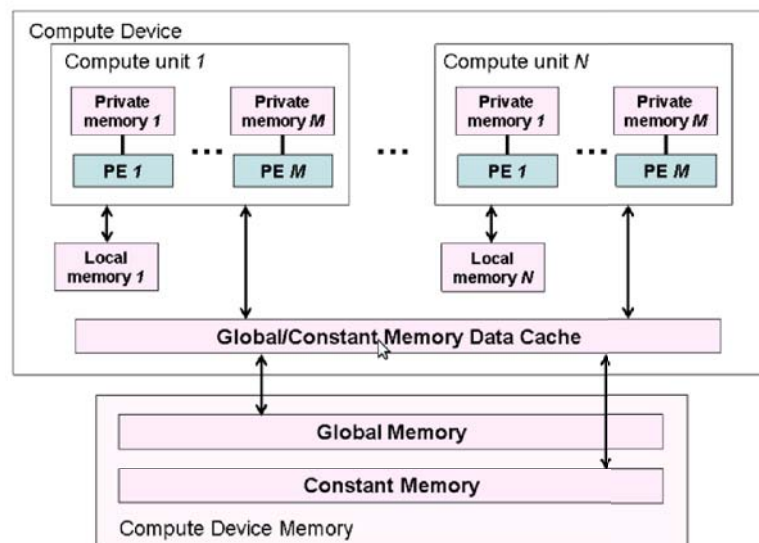 Compute Device
Compute unit 1
Compute unit N
Private
memory 1
Private
memory M
Private
memory 1
Private
memory M
PE 1
PE M
PE 1
PE M
Local
memory 1
Local
memory N
Global/Constant Memory Data Cache
Global Memory
Constant Memory
Compute Device Memory